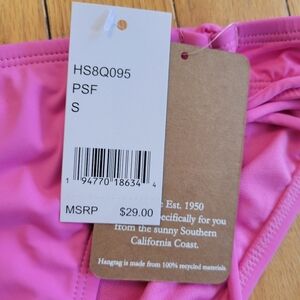 HS8Q095
PSF
S
1 94770 18634 4
MSRP $29.00
Est. 1950
specifically for you
from the sunny Southern
California Coast.
Hangtag is made from 100% recycled materials